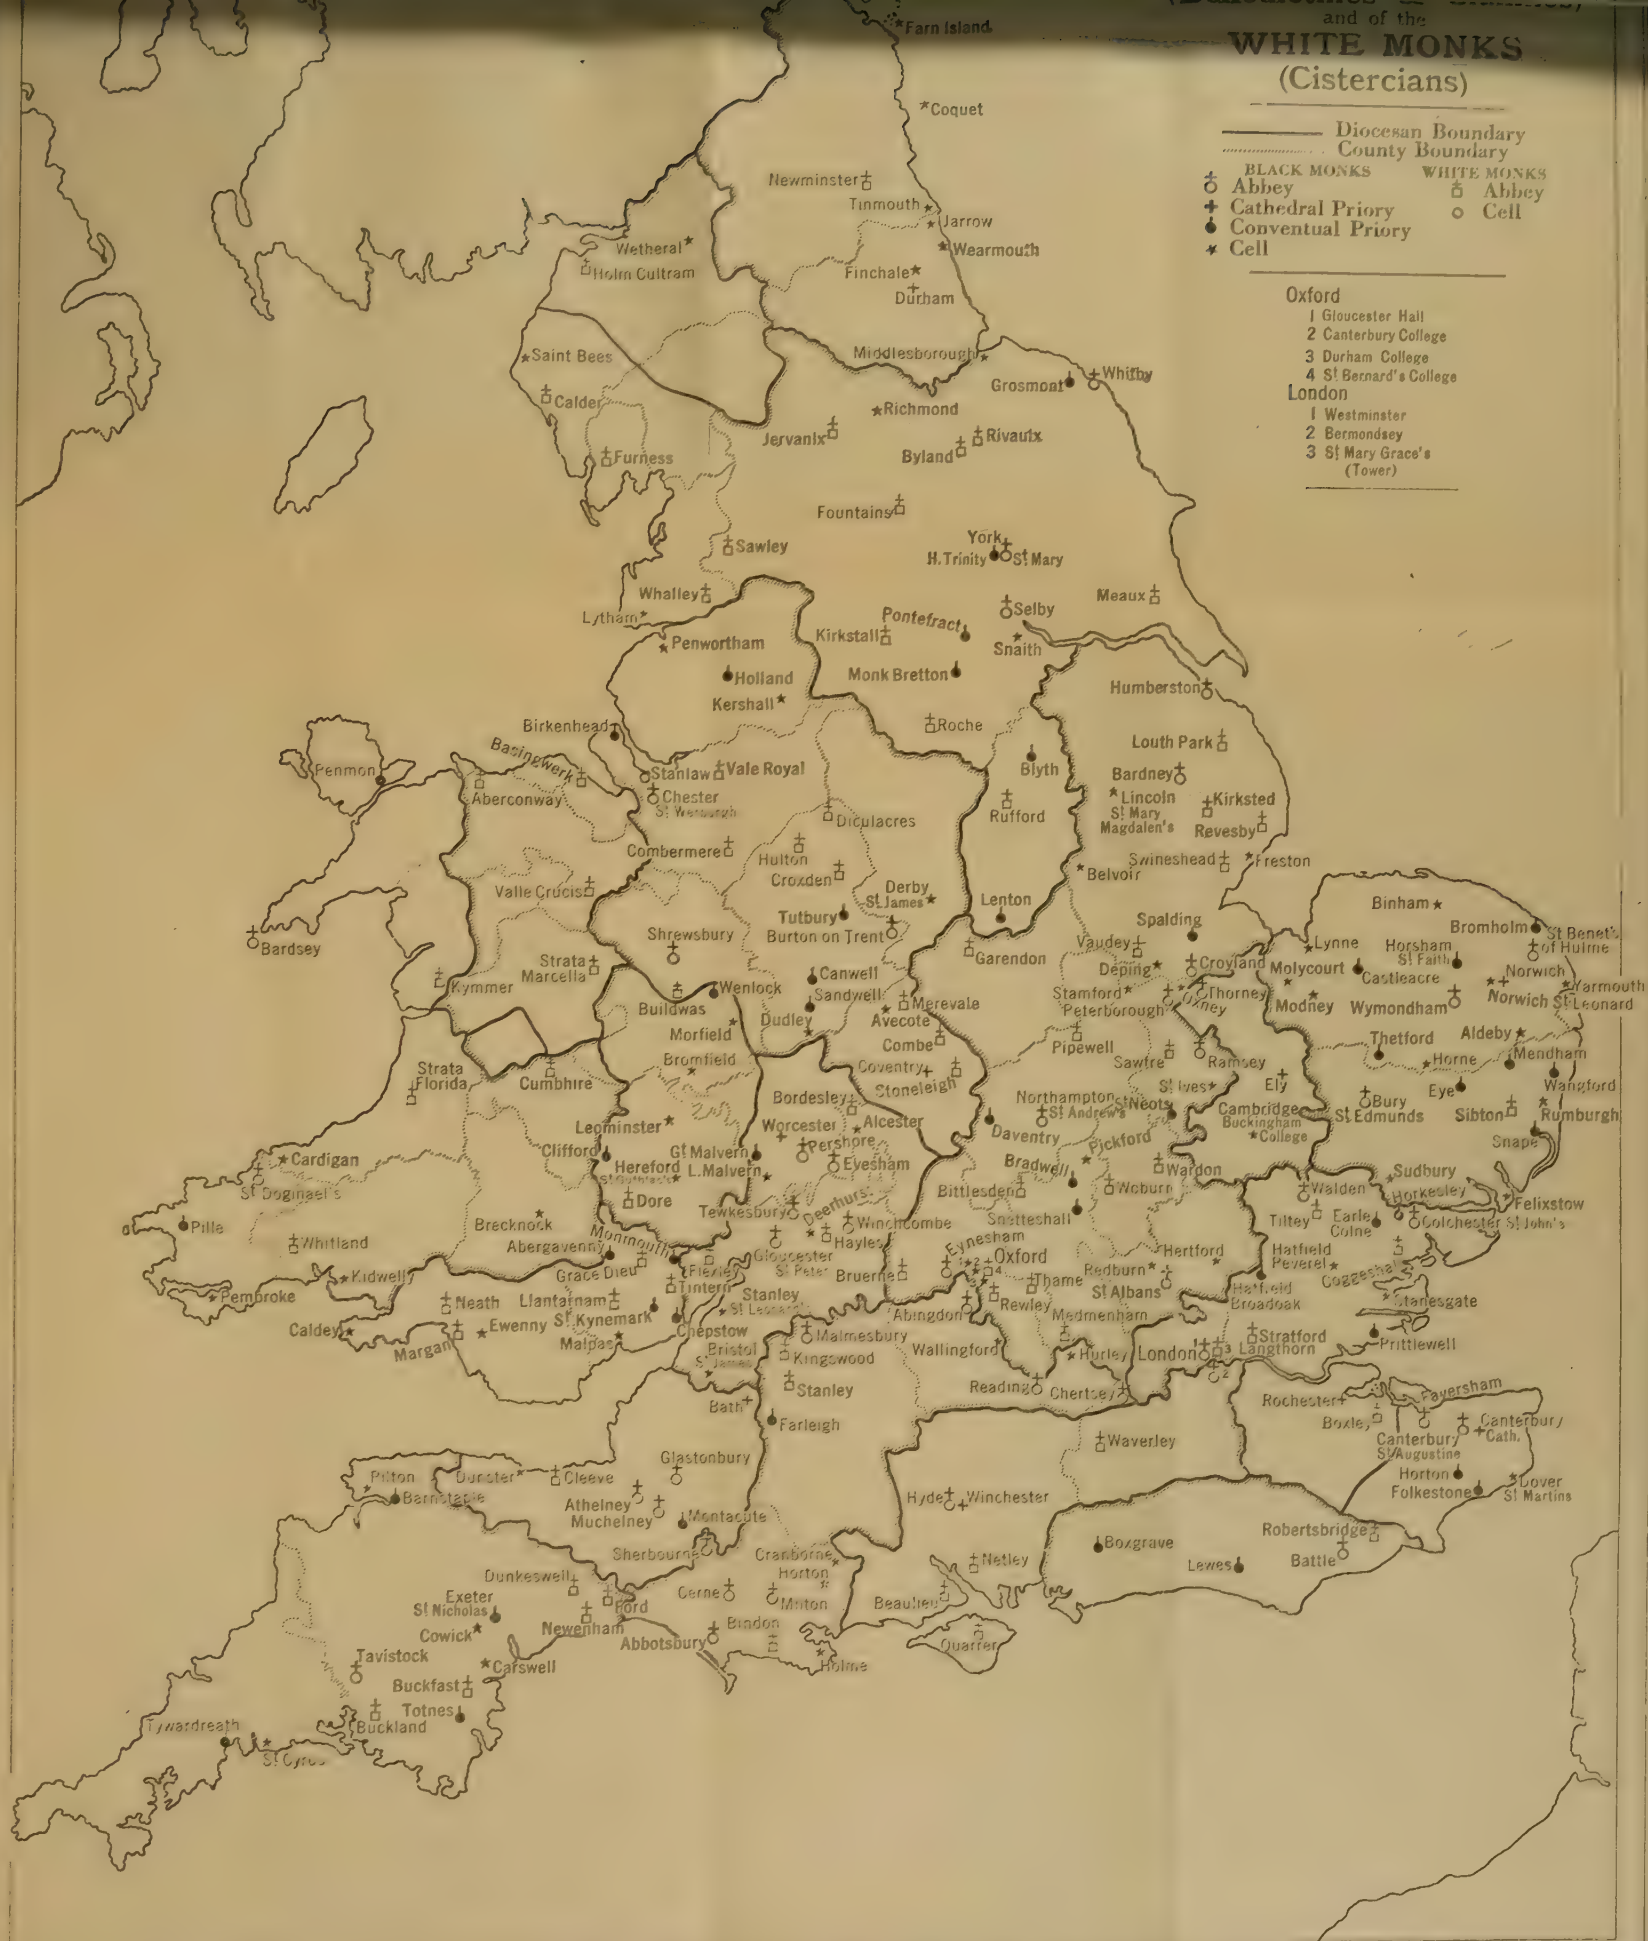 and of the
WHITE MONKS
(Cistercians)
Diocesan Boundary
County Boundary
BLACK MONKS
WHITE MONKS
Abbey
Abbey
Cathedral Priory
Cell
Conventual Priory
Cell
Oxford
1 Gloucester Hall
2 Canterbury College
3 Durham College
4 St Bernard's College
London
1 Westminster
2 Bermondsey
3 St Mary Grace's
(Tower)
Farn Island
Coquet
Newminster
Tinmouth
Jarrow
Wetheral
Wearmouth
Holm Cultram
Finchale
Durham
Saint Bees
Middlesborough
Grosmont
Whitby
Calder
Richmond
Jervanlx
Rivaulx
Byland
Furness
Fountains
York
Sawley
H. Trinity
St Mary
Whalley
Meaux
Lytham
Selby
Pontefract
Kirkstall
Penwortham
Snaith
Holland
Monk Bretton
Humberston
Kershall
Birkenhead
Roche
Basingwerk
Louth Park
Penmon
Stanlaw
Vale Royal
Blyth
Bardney
Aberconway
Chester
St Werburgh
Lincoln
St Mary
Magdalen's
Kirksted
Rufford
Diculacres
Revesby
Combermere
Hulton
Swineshead
Freston
Croxden
Belvoir
Valle Crucis
Derby
St James
Lenton
Binham
Tutbury
Spalding
Bromholm
Shrewsbury
Burton on Trent
St Benet's
of Hulme
Bardsey
Vaudey
Lynne
Horsham
St Faith
Garendon
Strata
Marcella
Canwell
Deping
Croyland
Molycourt
Castleacre
Norwich
Kymmer
Wenlock
Sandwell
Merevale
Stamford
Thorney
Yarmouth
Buildwas
Peterborough
Oxney
Modney
Wymondham
Norwich St Leonard
Morfield
Dudley
Avecote
Combe
Pipewell
Thetford
Aldeby
Bromfield
Coventry
Sawfre
Ramsey
Horne
Mendham
Strata
Florida
Cumbhire
Stoneleigh
St Ives
Ely
Eye
Wangford
Bordesley
Northampton
St Andrew's
St Neots
Cambridge
Buckingham
College
Bury
St Edmunds
Sibton
Rumburgh
Leominster
Worcester
Alcester
Daventry
Snape
Clifford
Pershore
Pickford
Gt Malvern
Cardigan
Hereford
L. Malvern
Evesham
Bradwell
Wardon
Sudbury
St Doginael's
Dore
Bittlesden
Woburn
Walden
Horkesley
Felixstow
Tewkesbury
Deerhurst
Pilla
Brecknock
Winchcombe
Snetteshall
Tiltey
Earle
Colne
Colchester St John's
Whitland
Abergavenny
Monmouth
Hayles
Eynesham
Oxford
Hertford
Hatfield
Peverel
Grace Dieu
Flexley
Gloucester
St Peter
Bruerne
Redburn
Coggeshal
Kidwelly
Tintern
Thame
St Albans
Hatfield
Broadoak
Pembroke
Neath
Llantarnam
Stanley
St Leonard
Rewley
Stanesgate
Abingdon
Medmenham
Caldey
Ewenny
St Kynemark
Chepstow
Malmesbury
Stratford
Langthorn
Prittlewell
Margan
Malpas
Bristol
St James
Kingswood
Wallingford
Hurley
London
Stanley
Reading
Chertsey
Rochester
Faversham
Bath
Farleigh
Boxle
Canterbury
Cath.
Waverley
Canterbury
St Augustine
Glastonbury
Horton
Pilton
Dunster
Cleeve
Folkestone
Dover
St Martins
Barnstaple
Hyde
Winchester
Athelney
Muchelney
Montacute
Robertsbridge
Sherbourne
Boxgrave
Battle
Cranborne
Lewes
Netley
Horton
Dunkeswell
Exeter
St Nicholas
Cerne
Milton
Beaulieu
Ford
Cowick
Newenham
Bindon
Abbotsbury
Quarrer
Tavistock
Carswell
Holme
Buckfast
Totnes
Buckland
Tywardreath